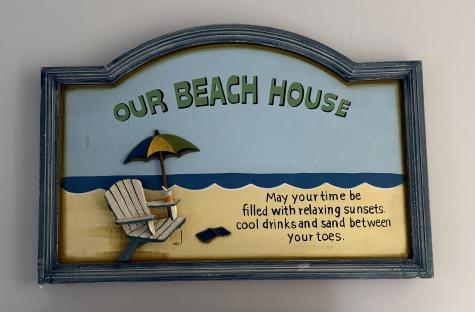 OUR BEACH HOUSE
May your time be
filled with relaxing sunsets.
cool drinks and sand between
your toes.